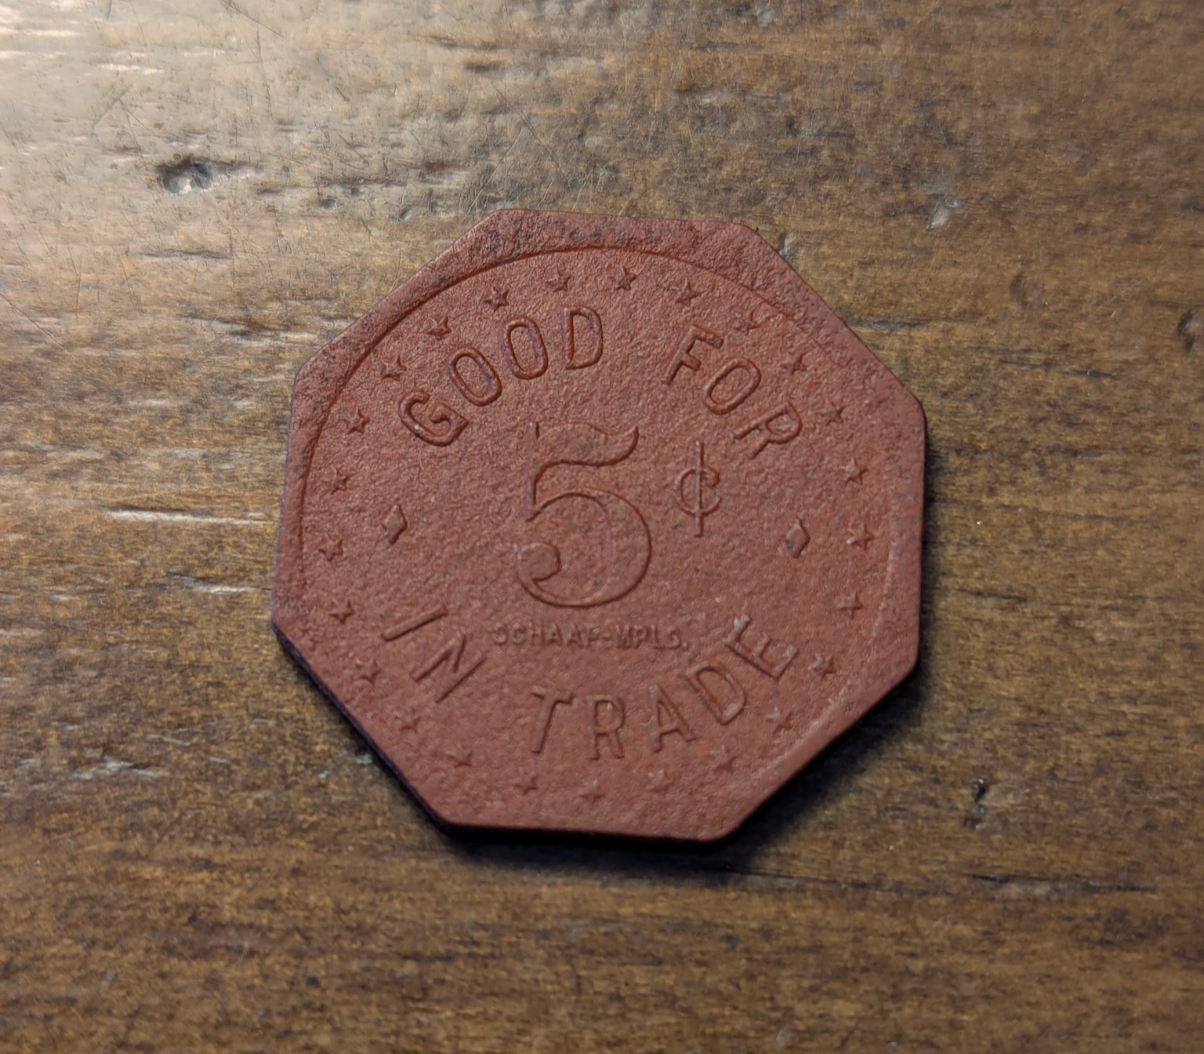 GOOD FOR
5¢
SCHAAF-MPLS.
IN TRADE